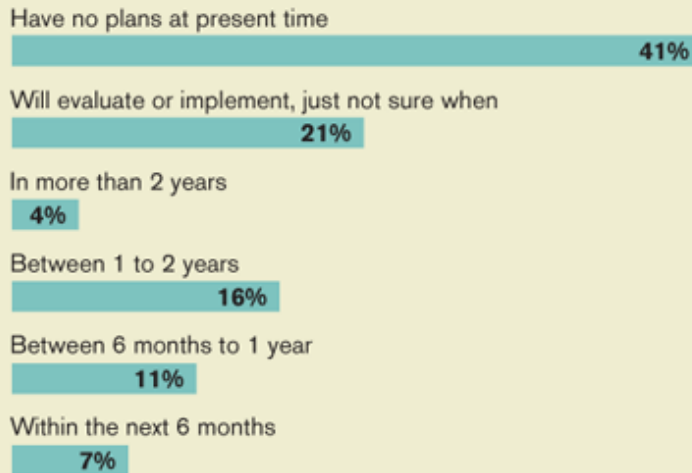 Have no plans at present time
41%
Will evaluate or implement, just not sure when
21%
In more than 2 years
4%
Between 1 to 2 years
16%
Between 6 months to 1 year
11%
Within the next 6 months
7%